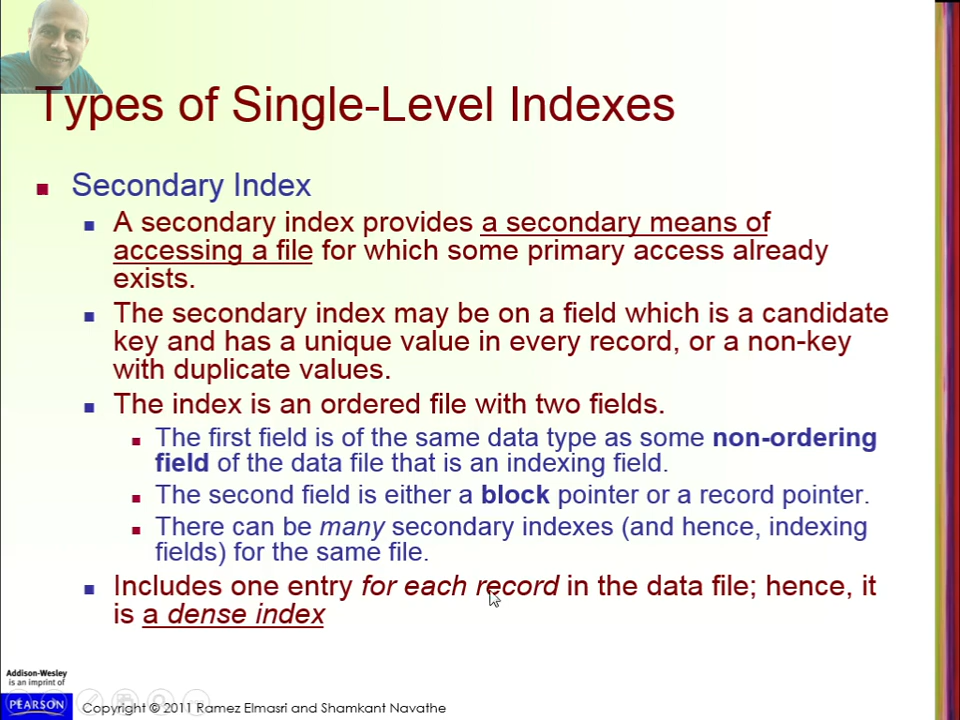 Types of Single-Level Indexes
Secondary Index
A secondary index provides a secondary means of
accessing a file for which some primary access already
exists.
The secondary index may be on a field which is a candidate
key and has a unique value in every record, or a non-key
with duplicate values.
The index is an ordered file with two fields.
The first field is of the same data type as some non-ordering
field of the data file that is an indexing field.
The second field is either a block pointer or a record pointer.
There can be many secondary indexes (and hence, indexing
fields) for the same file.
Includes one entry for each record in the data file; hence, it
is a dense index
Addison-Wesley
is an imprint of
PEARSON
Copyright © 2011 Ramez Elmasri and Shamkant Navathe